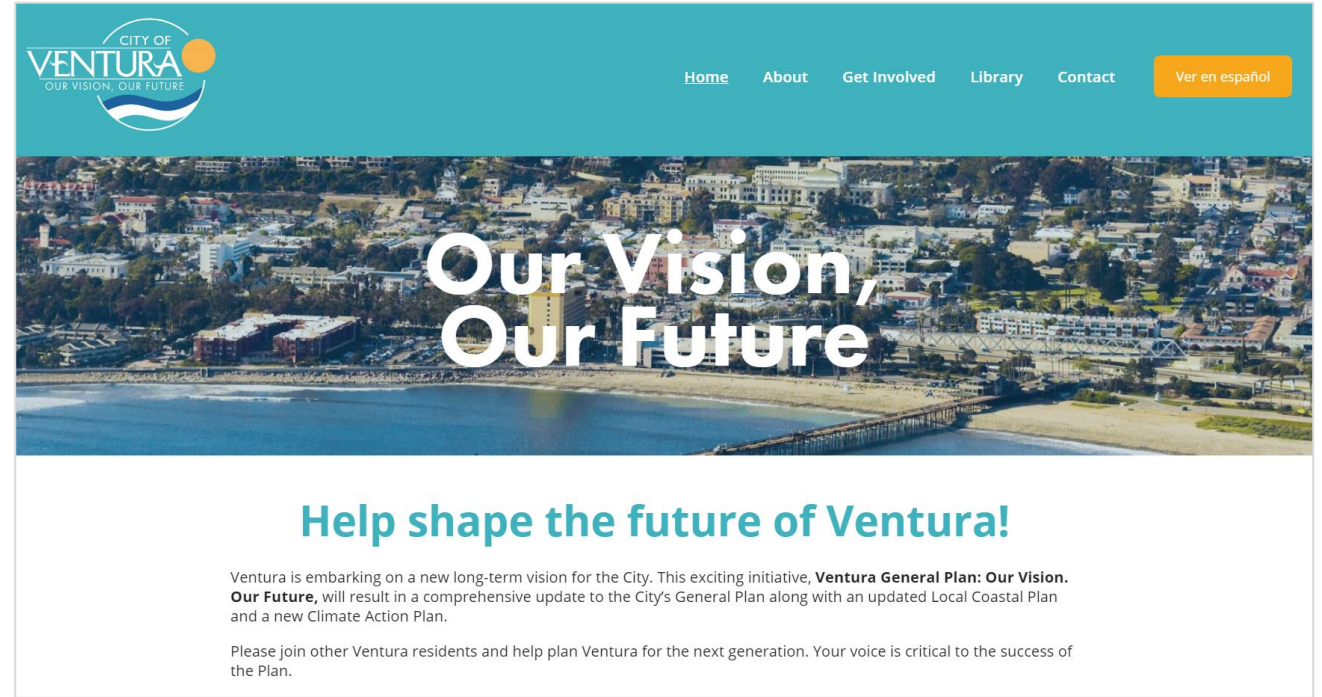 CITY OF
VENTURA
OUR VISION, OUR FUTURE
Home About Get Involved Library Contact Ver en español
Our Vision,
Our Future
Help shape the future of Ventura!
Ventura is embarking on a new long-term vision for the City. This exciting initiative, Ventura General Plan: Our Vision.
Our Future, will result in a comprehensive update to the City’s General Plan along with an updated Local Coastal Plan
and a new Climate Action Plan.
Please join other Ventura residents and help plan Ventura for the next generation. Your voice is critical to the success of
the Plan.